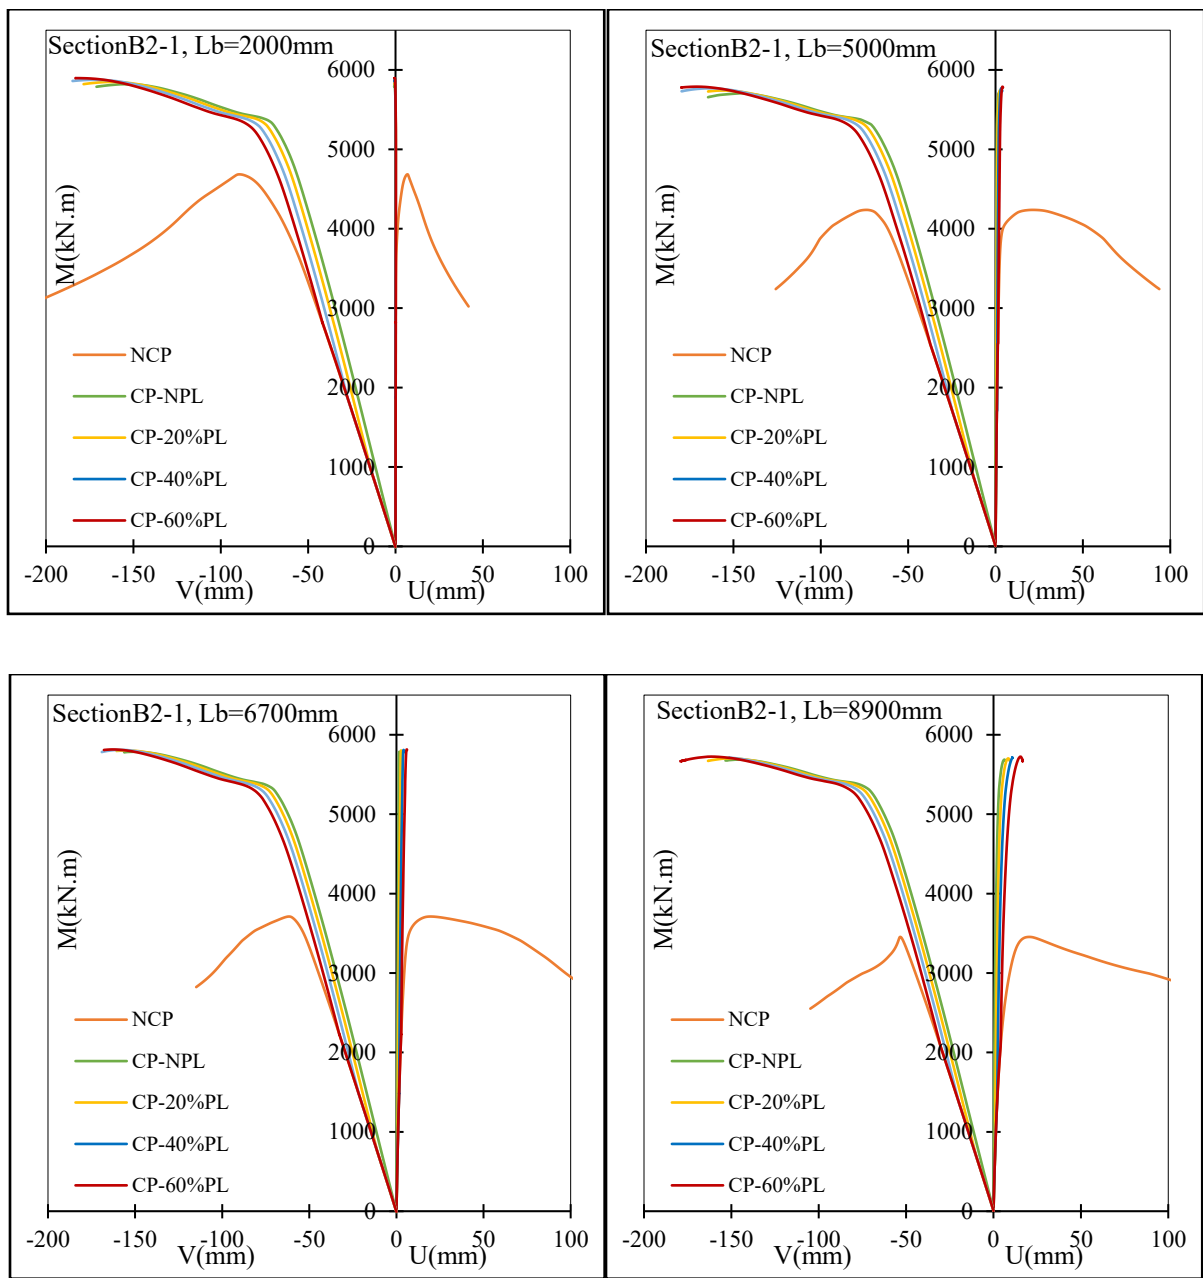 SectionB2-1, Lb=2000mm
6000
5000
M(kN.m)
4000
3000
NCP
CP-NPL
2000
CP-20%PL
1000
CP-40%PL
CP-60%PL
0
-200 -150 -100 -50 0 50 100
V(mm) U(mm)
SectionB2-1, Lb=5000mm
6000
5000
M(kN.m)
4000
3000
NCP
CP-NPL
2000
CP-20%PL
1000
CP-40%PL
CP-60%PL
0
-200 -150 -100 -50 0 50 100
V(mm) U(mm)
SectionB2-1, Lb=6700mm
6000
5000
M(kN.m)
4000
3000
NCP
2000
CP-NPL
CP-20%PL
1000
CP-40%PL
CP-60%PL
0
-200 -150 -100 -50 0 50 100
V(mm) U(mm)
SectionB2-1, Lb=8900mm
6000
5000
M(kN.m)
4000
3000
NCP
2000
CP-NPL
CP-20%PL
1000
CP-40%PL
CP-60%PL
0
-200 -150 -100 -50 0 50 100
V(mm) U(mm)